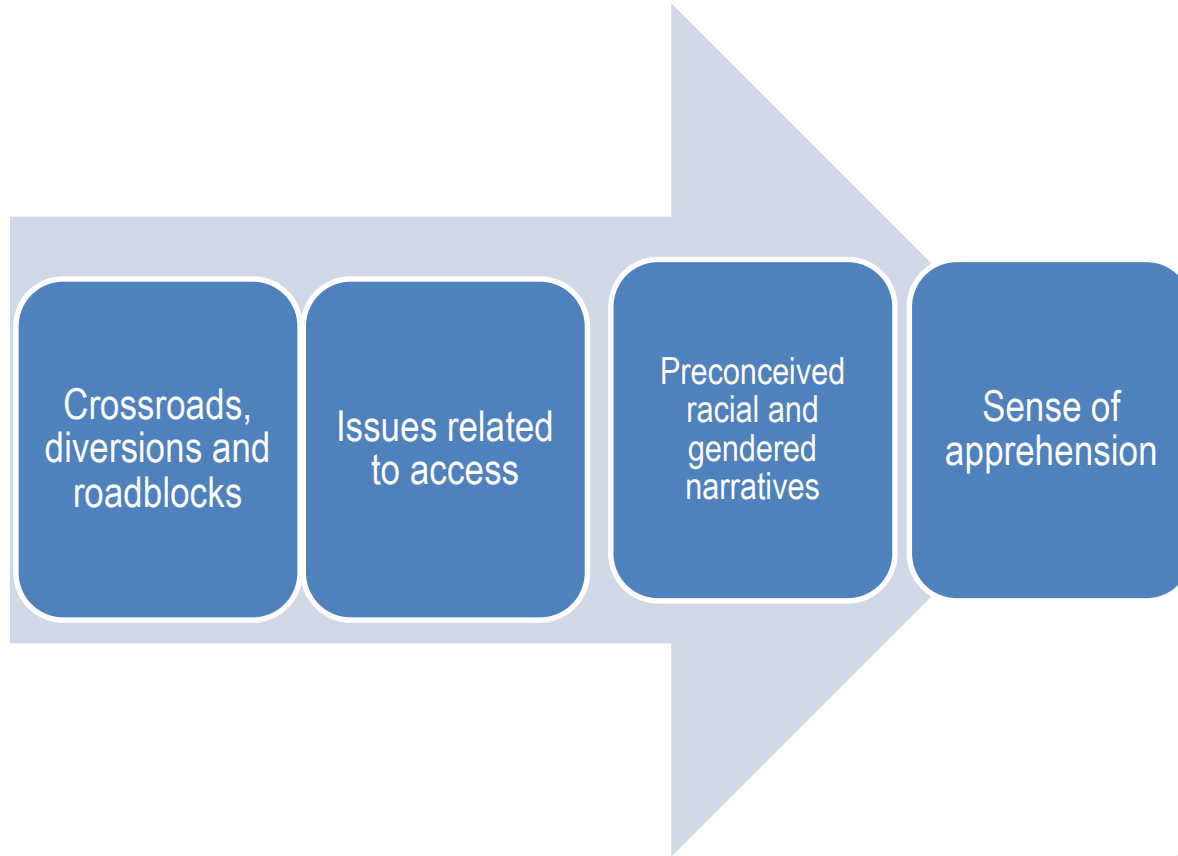 Crossroads,
diversions and
roadblocks
Issues related
to access
Preconceived
racial and
gendered
narratives
Sense of
apprehension